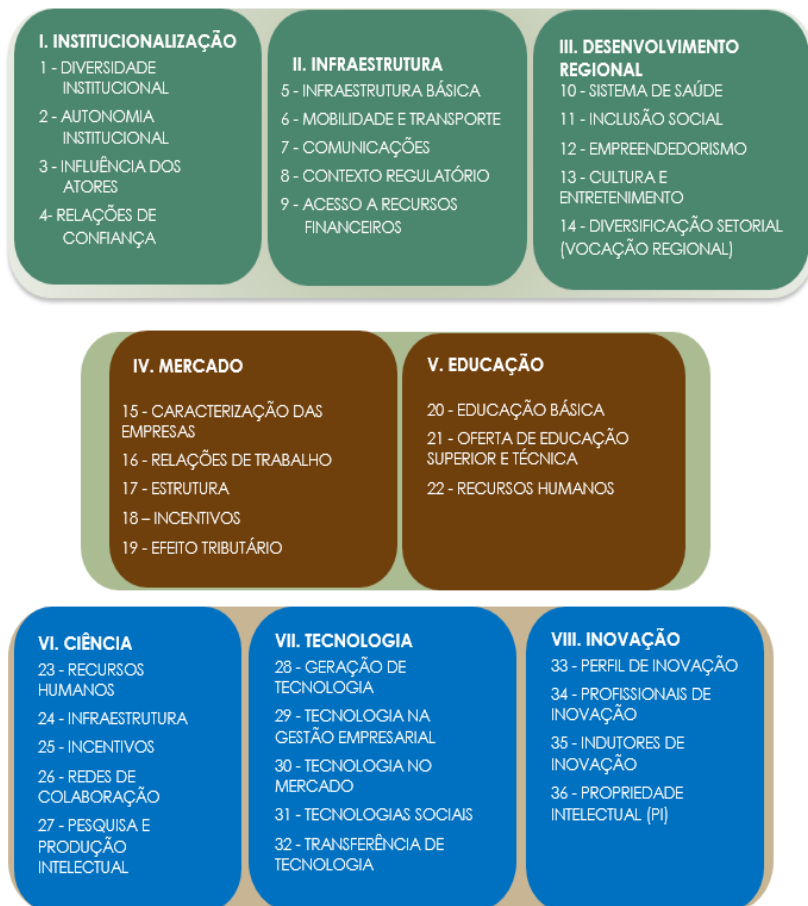 I. INSTITUCIONALIZAÇÃO
1 - DIVERSIDADE
INSTITUCIONAL
2 - AUTONOMIA
INSTITUCIONAL
3 - INFLUÊNCIA DOS
ATORES
4- RELAÇÕES DE
CONFIANÇA
II. INFRAESTRUTURA
5 - INFRAESTRUTURA BÁSICA
6 - MOBILIDADE E TRANSPORTE
7 - COMUNICAÇÕES
8 - CONTEXTO REGULATÓRIO
9 - ACESSO A RECURSOS
FINANCEIROS
III. DESENVOLVIMENTO
REGIONAL
10 - SISTEMA DE SAÚDE
11 - INCLUSÃO SOCIAL
12 - EMPREENDEDORISMO
13 - CULTURA E
ENTRETENIMENTO
14 - DIVERSIFICAÇÃO SETORIAL
(VOCAÇÃO REGIONAL)
IV. MERCADO
15 - CARACTERIZAÇÃO DAS
EMPRESAS
16 - RELAÇÕES DE TRABALHO
17 - ESTRUTURA
18 – INCENTIVOS
19 - EFEITO TRIBUTÁRIO
V. EDUCAÇÃO
20 - EDUCAÇÃO BÁSICA
21 - OFERTA DE EDUCAÇÃO
SUPERIOR E TÉCNICA
22 - RECURSOS HUMANOS
VI. CIÊNCIA
23 - RECURSOS
HUMANOS
24 - INFRAESTRUTURA
25 - INCENTIVOS
26 - REDES DE
COLABORAÇÃO
27 - PESQUISA E
PRODUÇÃO
INTELECTUAL
VII. TECNOLOGIA
28 - GERAÇÃO DE
TECNOLOGIA
29 - TECNOLOGIA NA
GESTÃO EMPRESARIAL
30 - TECNOLOGIA NO
MERCADO
31 - TECNOLOGIAS SOCIAIS
32 - TRANSFERÊNCIA DE
TECNOLOGIA
VIII. INOVAÇÃO
33 - PERFIL DE INOVAÇÃO
34 - PROFISSIONAIS DE
INOVAÇÃO
35 - INDUTORES DE
INOVAÇÃO
36 - PROPRIEDADE
INTELECTUAL (PI)